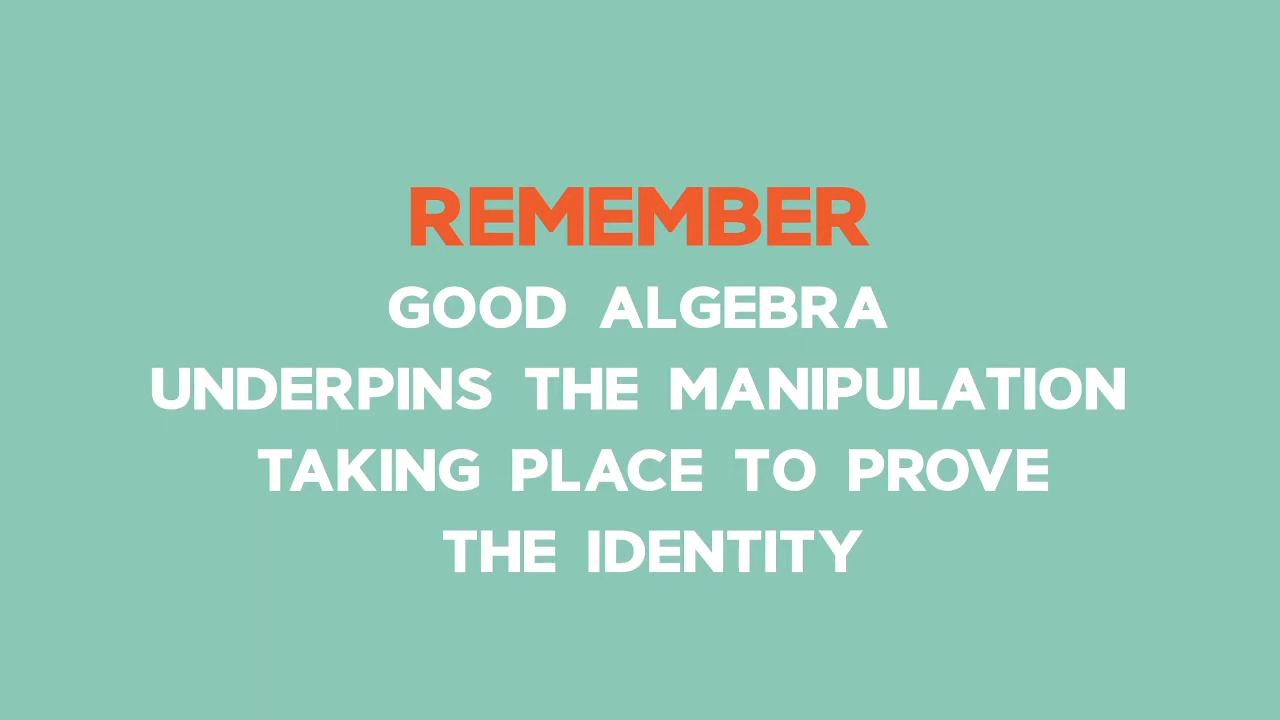 REMEMBER
GOOD ALGEBRA
UNDERPINS THE MANIPULATION
TAKING PLACE TO PROVE
THE IDENTITY